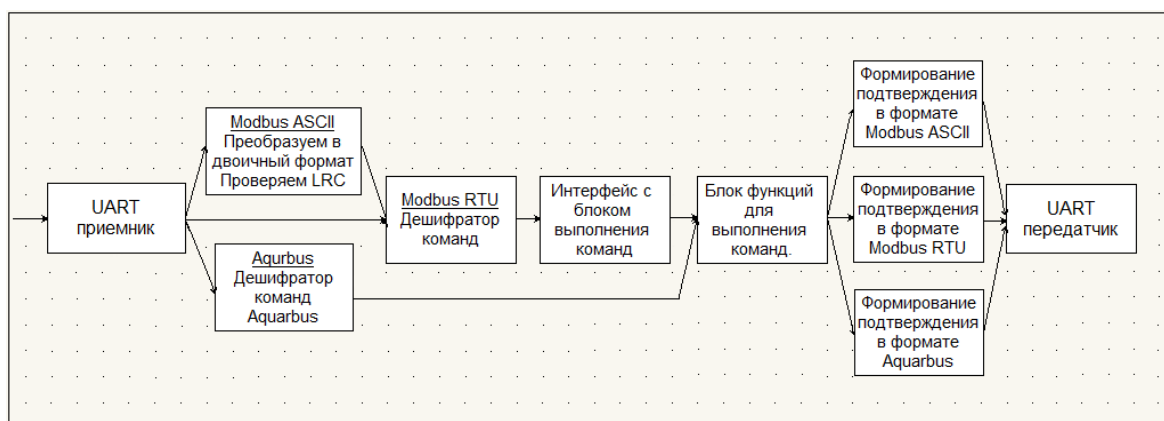 UART
приемник
Modbus ASCII
Преобразуем в
двоичный формат
Проверяем LRC
Aqurbus
Дешифратор
команд
Aquarbus
Modbus RTU
Дешифратор
команд
Интерфейс с
блоком
выполнения
команд
Блок функций
для
выполнения
команд.
Формирование
подтверждения
в формате
Modbus ASCII
Формирование
подтверждения
в формате
Modbus RTU
Формирование
подтверждения
в формате
Aquarbus
UART
передатчик